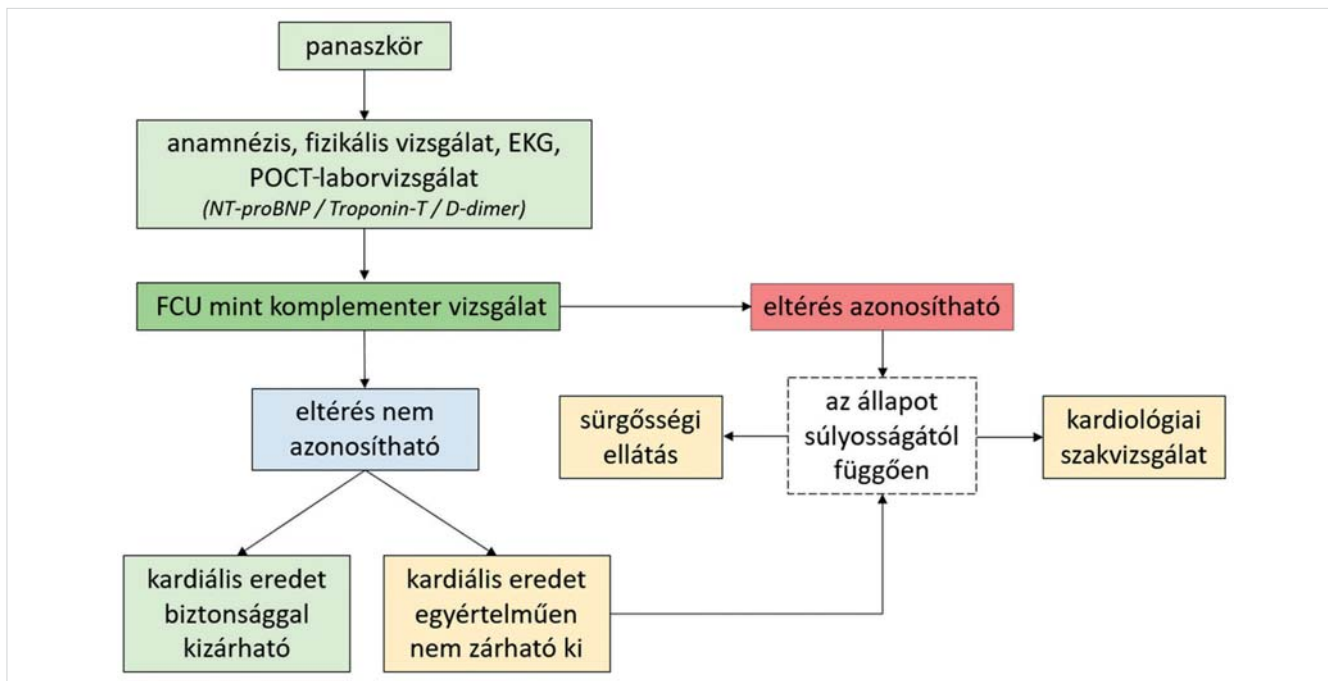 panaszkör
anamnézis, fizikális vizsgálat, EKG,
POCT-laborvizsgálat
(NT-proBNP / Troponin-T / D-dimer)
FCU mint komplementer vizsgálat
eltérés azonosítható
eltérés nem
azonosítható
sürgősségi
ellátás
az állapot
súlyosságától
függően
kardiológiai
szakvizsgálat
kardiális eredet
biztonsággal
kizárható
kardiális eredet
egyértelműen
nem zárható ki